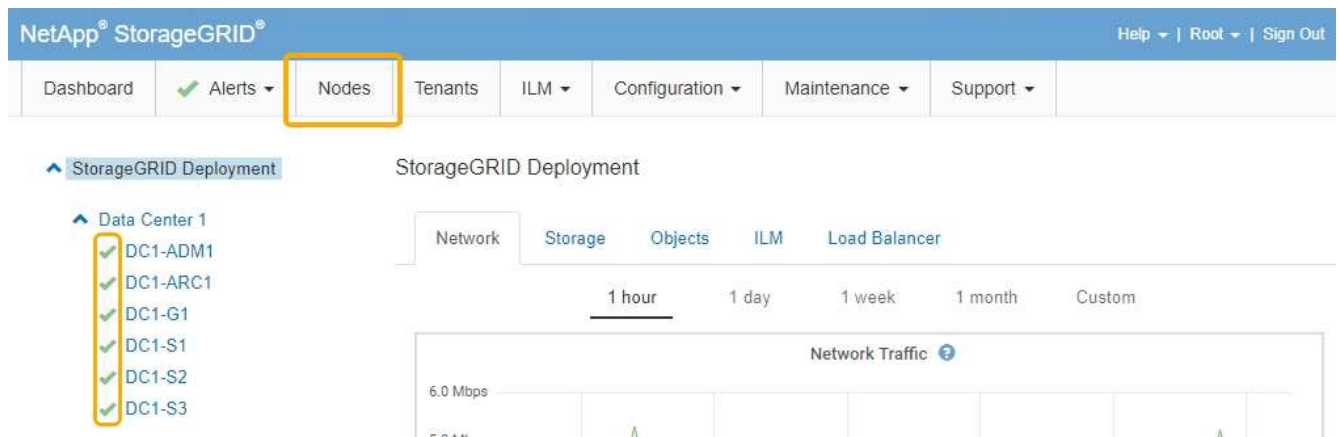 NetApp® StorageGRID®
Help | Root | Sign Out
Dashboard Alerts Nodes Tenants ILM Configuration Maintenance Support
StorageGRID Deployment
Data Center 1
DC1-ADM1
DC1-ARC1
DC1-G1
DC1-S1
DC1-S2
DC1-S3
StorageGRID Deployment
Network Storage Objects ILM Load Balancer
1 hour 1 day 1 week 1 month Custom
Network Traffic
6.0 Mbps